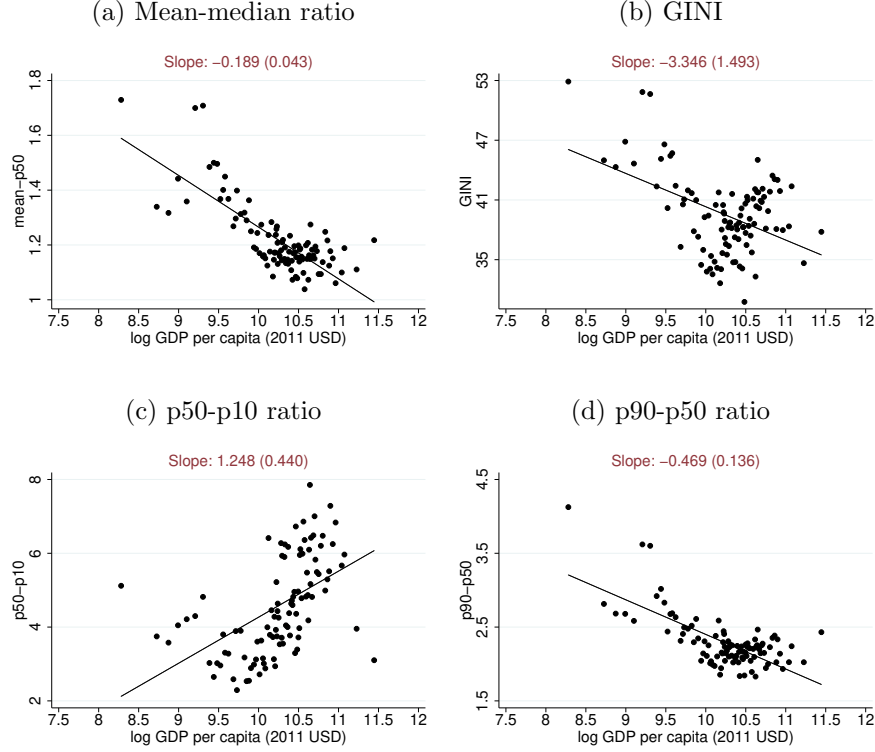 (a) Mean-median ratio
Slope: −0.189 (0.043)
mean−p50
1.8
1.6
1.4
1.2
1
7.5 8 8.5 9 9.5 10 10.5 11 11.5 12
log GDP per capita (2011 USD)
(b) GINI
Slope: −3.346 (1.493)
GINI
53
47
41
35
7.5 8 8.5 9 9.5 10 10.5 11 11.5 12
log GDP per capita (2011 USD)
(c) p50-p10 ratio
Slope: 1.248 (0.440)
p50−p10
8
6
4
2
7.5 8 8.5 9 9.5 10 10.5 11 11.5 12
log GDP per capita (2011 USD)
(d) p90-p50 ratio
Slope: −0.469 (0.136)
p90−p50
4.5
3.5
2.5
1.5
7.5 8 8.5 9 9.5 10 10.5 11 11.5 12
log GDP per capita (2011 USD)